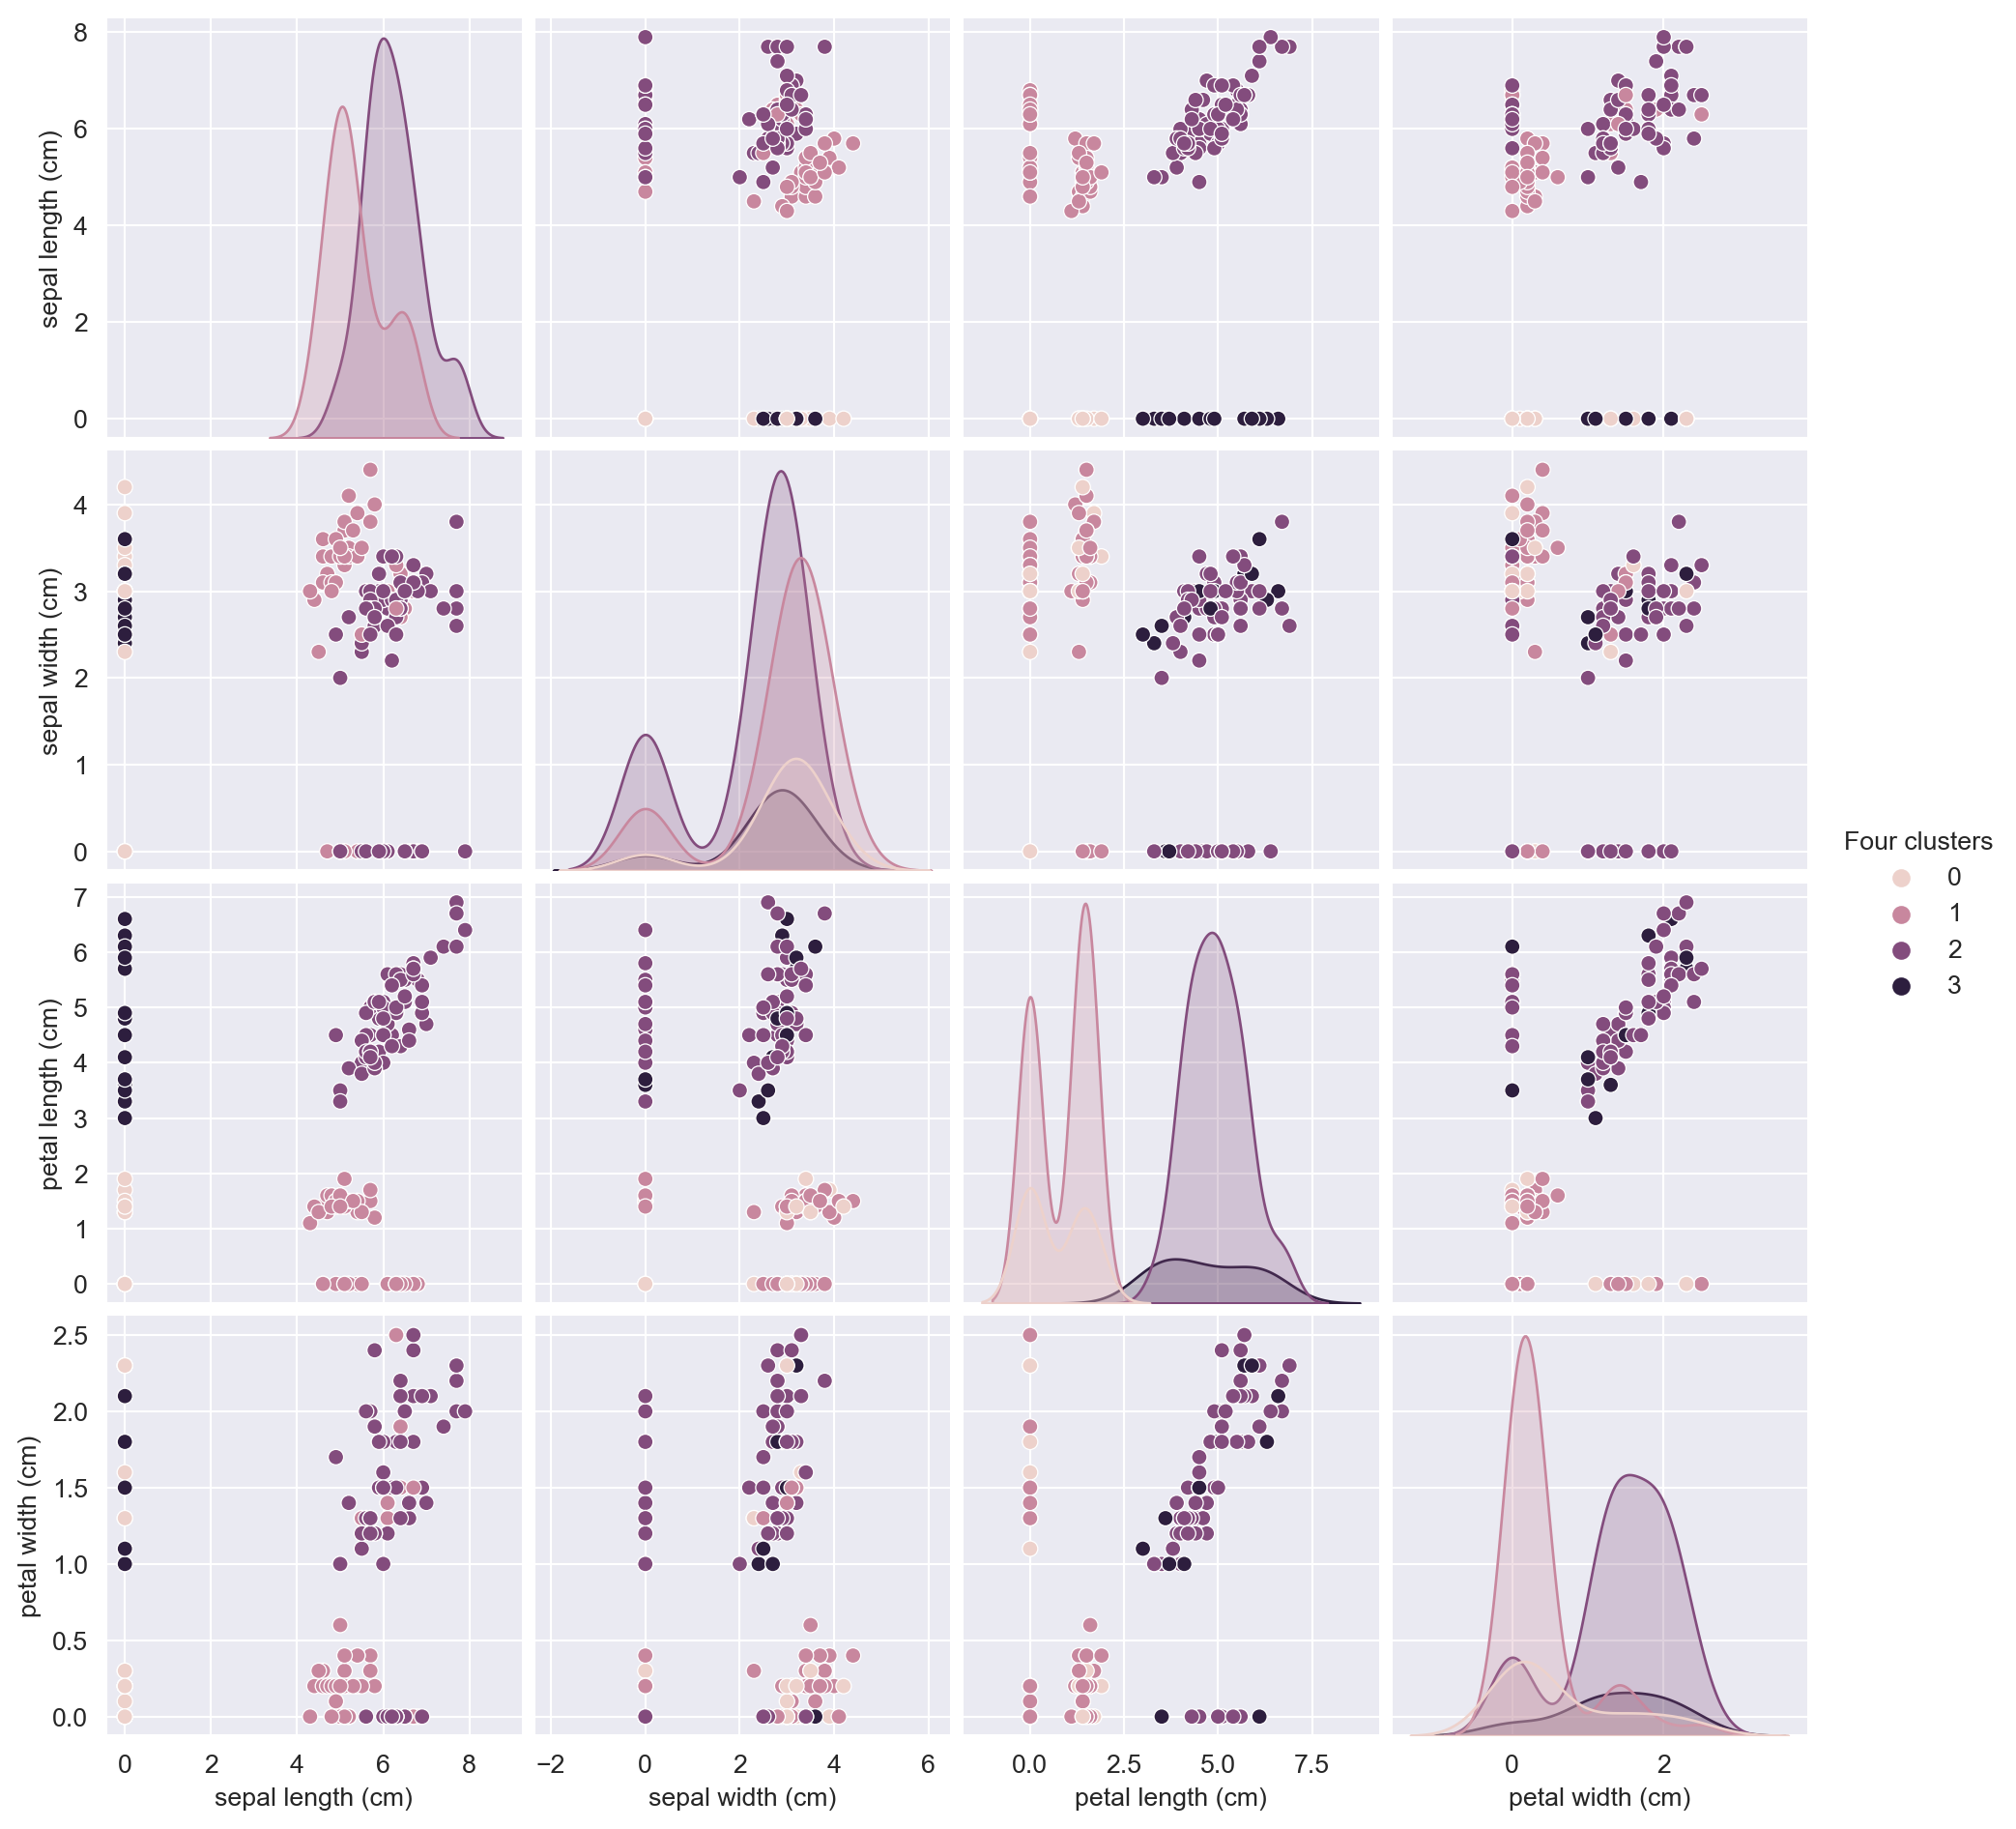 8
6
4
2
0
sepal length (cm)
4
3
2
1
0
sepal width (cm)
7
6
5
4
3
2
1
0
petal length (cm)
2.5
2.0
1.5
1.0
0.5
0.0
petal width (cm)
0 2 4 6 8
sepal length (cm)
−2 0 2 4 6
sepal width (cm)
0.0 2.5 5.0 7.5
petal length (cm)
0 2
petal width (cm)
Four clusters
0
1
2
3